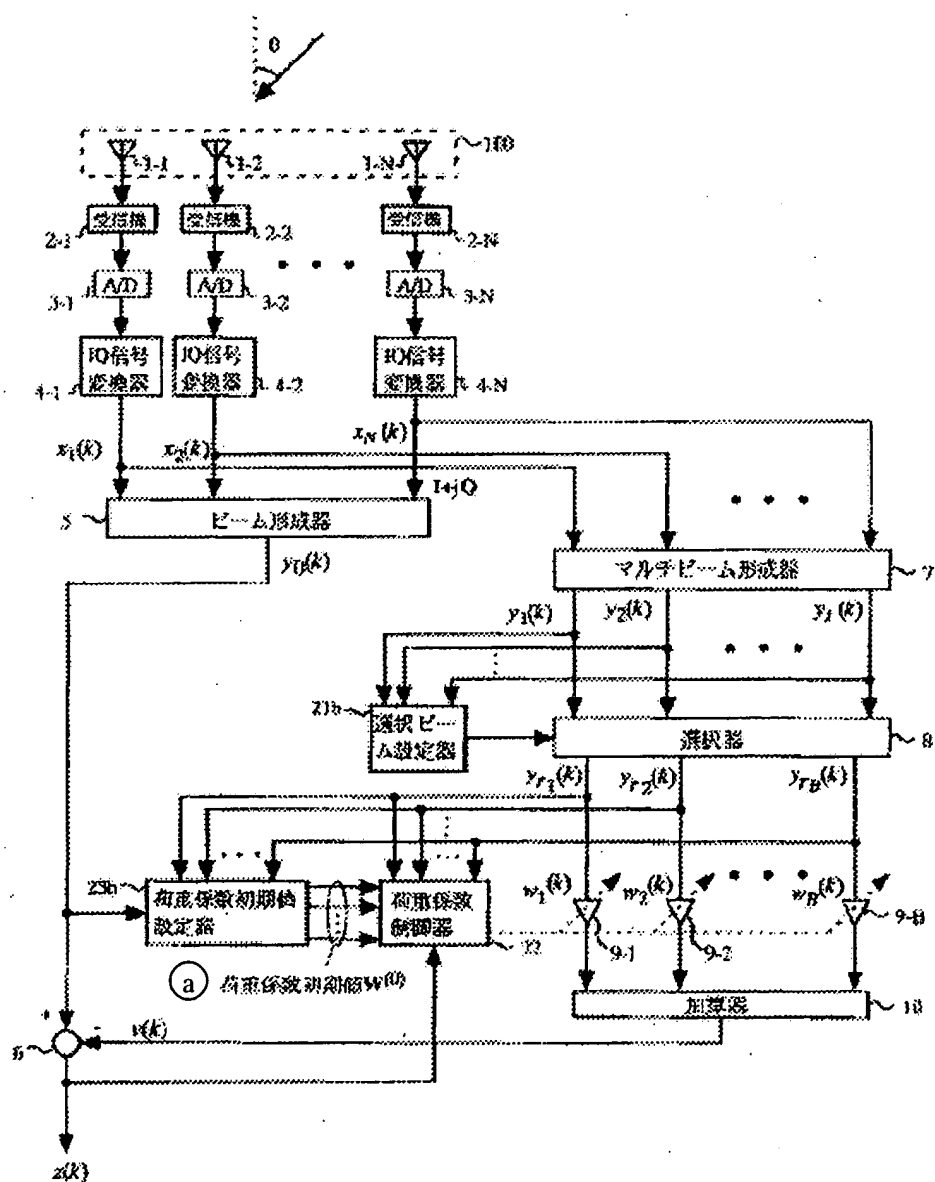 θ
100
1-1
1-2
1-N
受信機
受信機
受信機
2-1
2-2
2-N
A/D
A/D
A/D
3-1
3-2
3-N
IQ信号
変換器
IQ信号
変換器
IQ信号
変換器
4-1
4-2
4-N
x1(k)
x2(k)
xN(k)
I+jQ
5
ビーム形成器
マルチビーム形成器
7
y1(k)
y2(k)
選択ビー
ム設定器
選択器
8
yr1(k)
yr2(k)
yrB(k)
23b
荷重係数初期値
設定器
荷重係数
制御器
22
w1(k)
w2(k)
wB(k)
9-1
9-2
9-B
a
荷重係数初期値W(0)
加算器
10
+
-
v(k)
6
z(k)